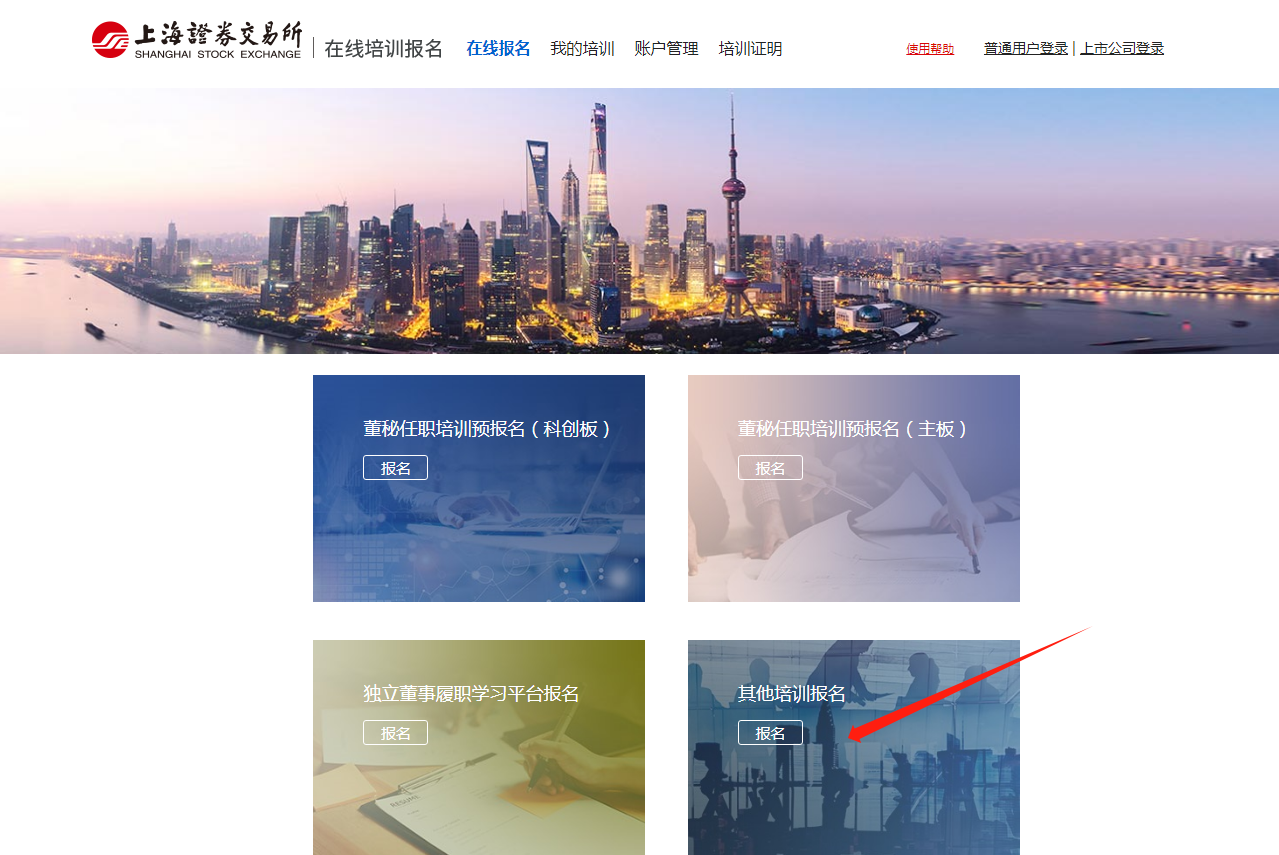 上海證券交易所
SHANGHAI STOCK EXCHANGE
在线培训报名 在线报名 我的培训 账户管理 培训证明 使用帮助 普通用户登录 | 上市公司登录
董秘任职培训预报名（科创板）
报名
董秘任职培训预报名（主板）
报名
独立董事履职学习平台报名
报名
其他培训报名
报名
RESUME